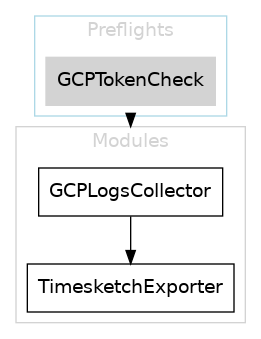 Preflights
GCPTokenCheck
Modules
GCPLogsCollector
TimesketchExporter